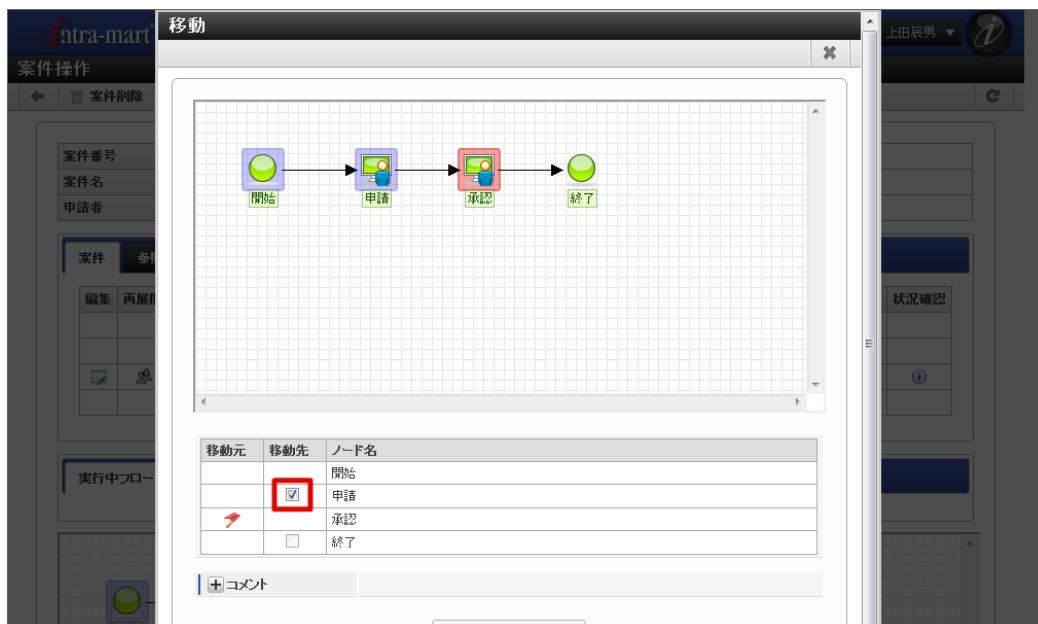 intra-mart
移動
上田辰男
案件操作
案件削除
開始
申請
承認
終了
案件番号
案件名
申請者
案件
編集
状況確認
移動元 移動先 ノード名
開始
申請
承認
終了
実行中フロー
コメント